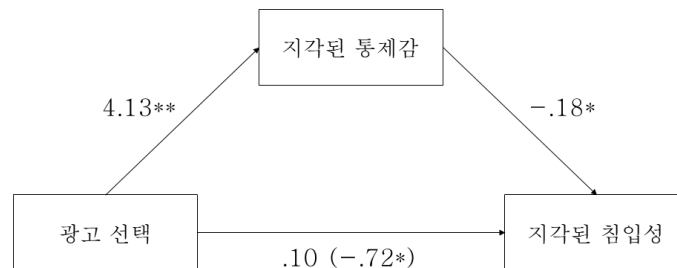 지각된 통제감
4.13**
-.18*
광고 선택
지각된 침입성
.10 (-.72*)